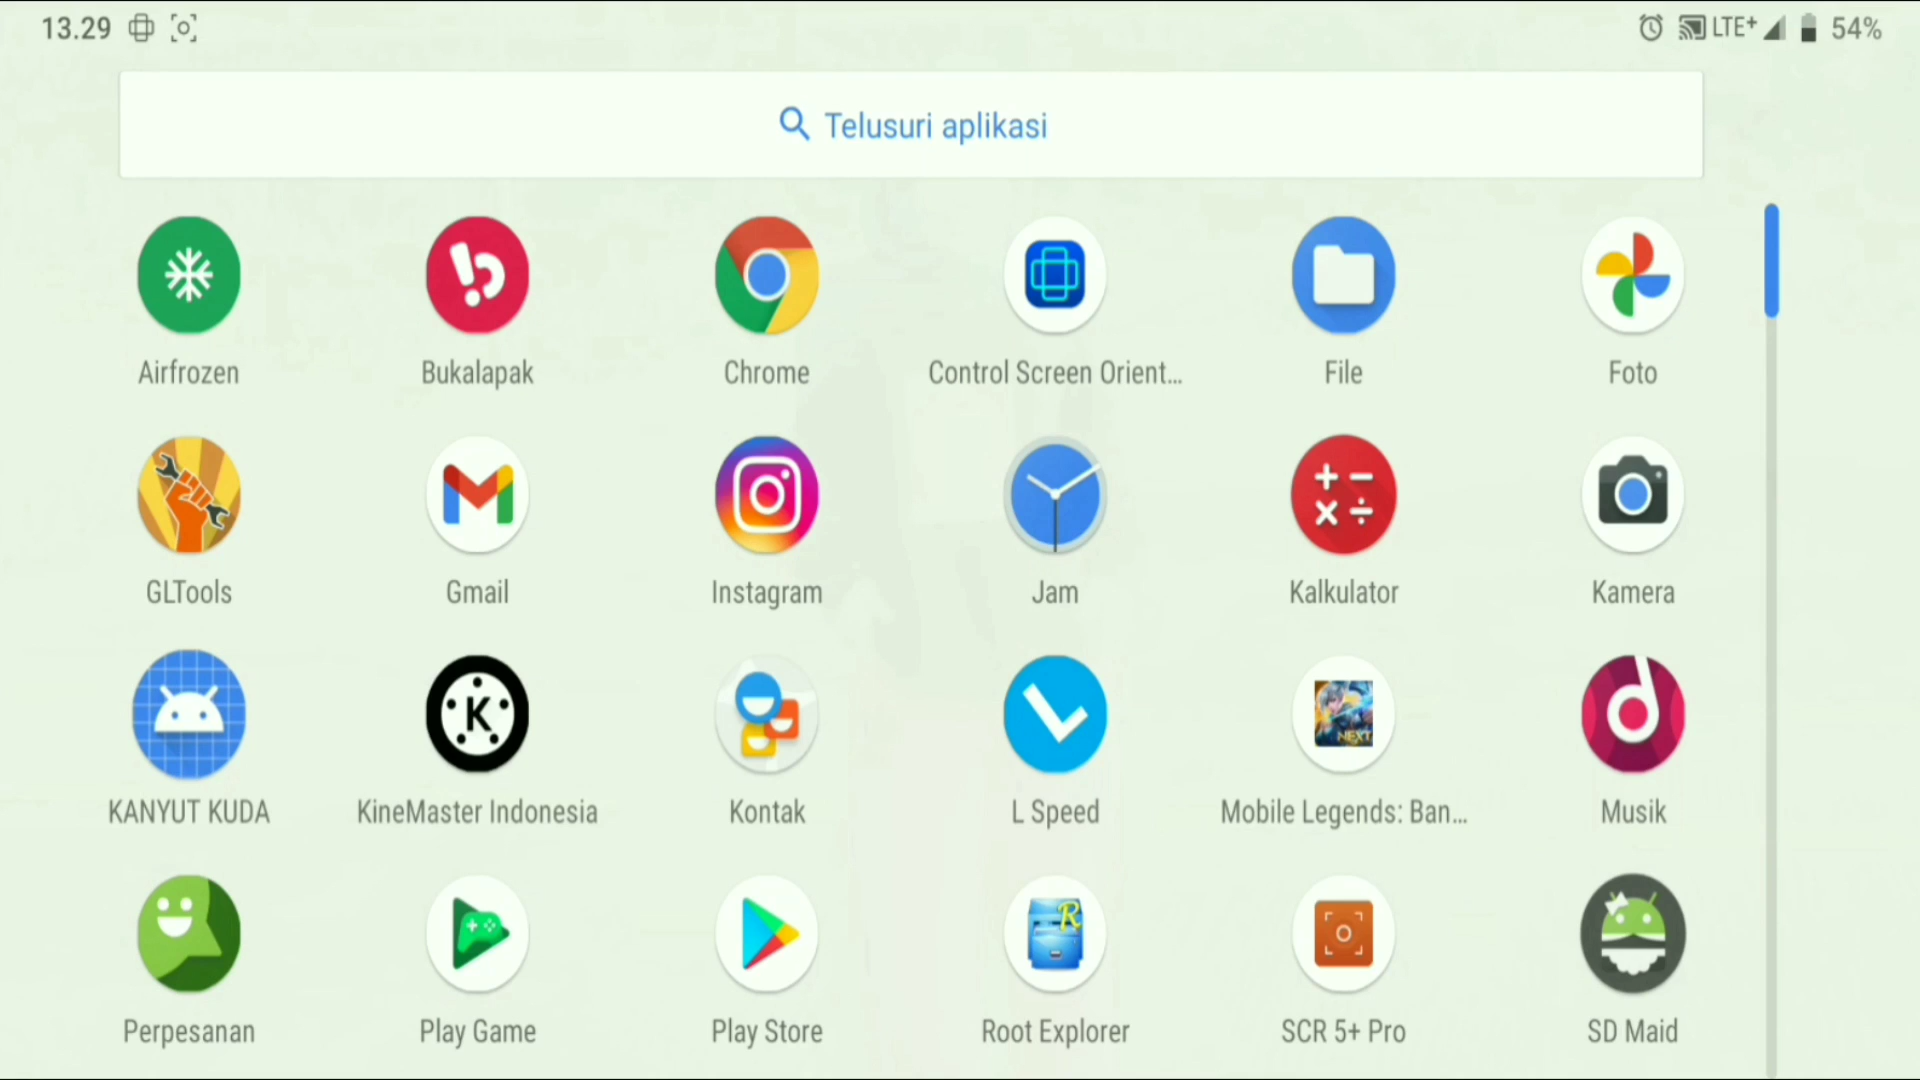 13.29 LTE+ 54%
Telusuri aplikasi
Airfrozen Bukalapak Chrome Control Screen Orient... File Foto
GLTools Gmail Instagram Jam Kalkulator Kamera
KANYUT KUDA KineMaster Indonesia Kontak L Speed Mobile Legends: Ban... Musik
Perpesanan Play Game Play Store Root Explorer SCR 5+ Pro SD Maid
K
NEXT
R